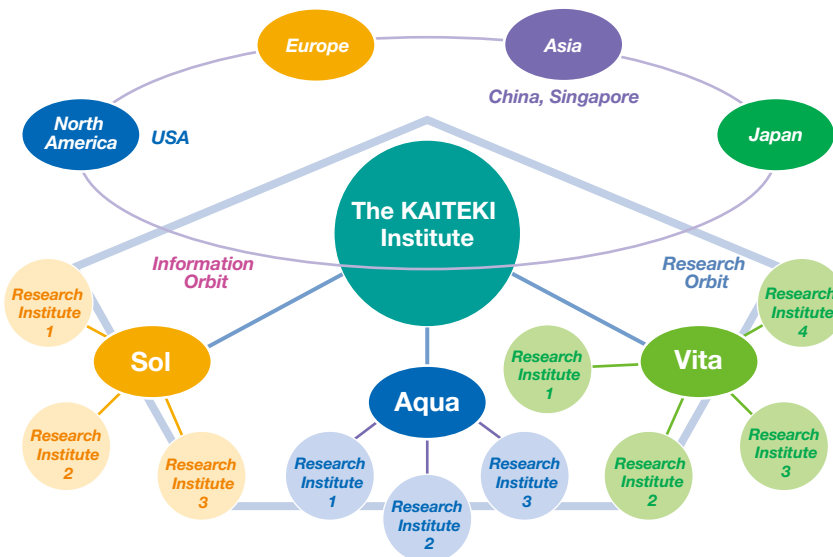 Europe
Asia
China, Singapore
North
America
USA
Japan
The KAITEKI
Institute
Information
Orbit
Research
Orbit
Research
Institute
1
Research
Institute
4
Sol
Vita
Research
Institute
1
Aqua
Research
Institute
2
Research
Institute
3
Research
Institute
1
Research
Institute
3
Research
Institute
2
Research
Institute
3
Research
Institute
2